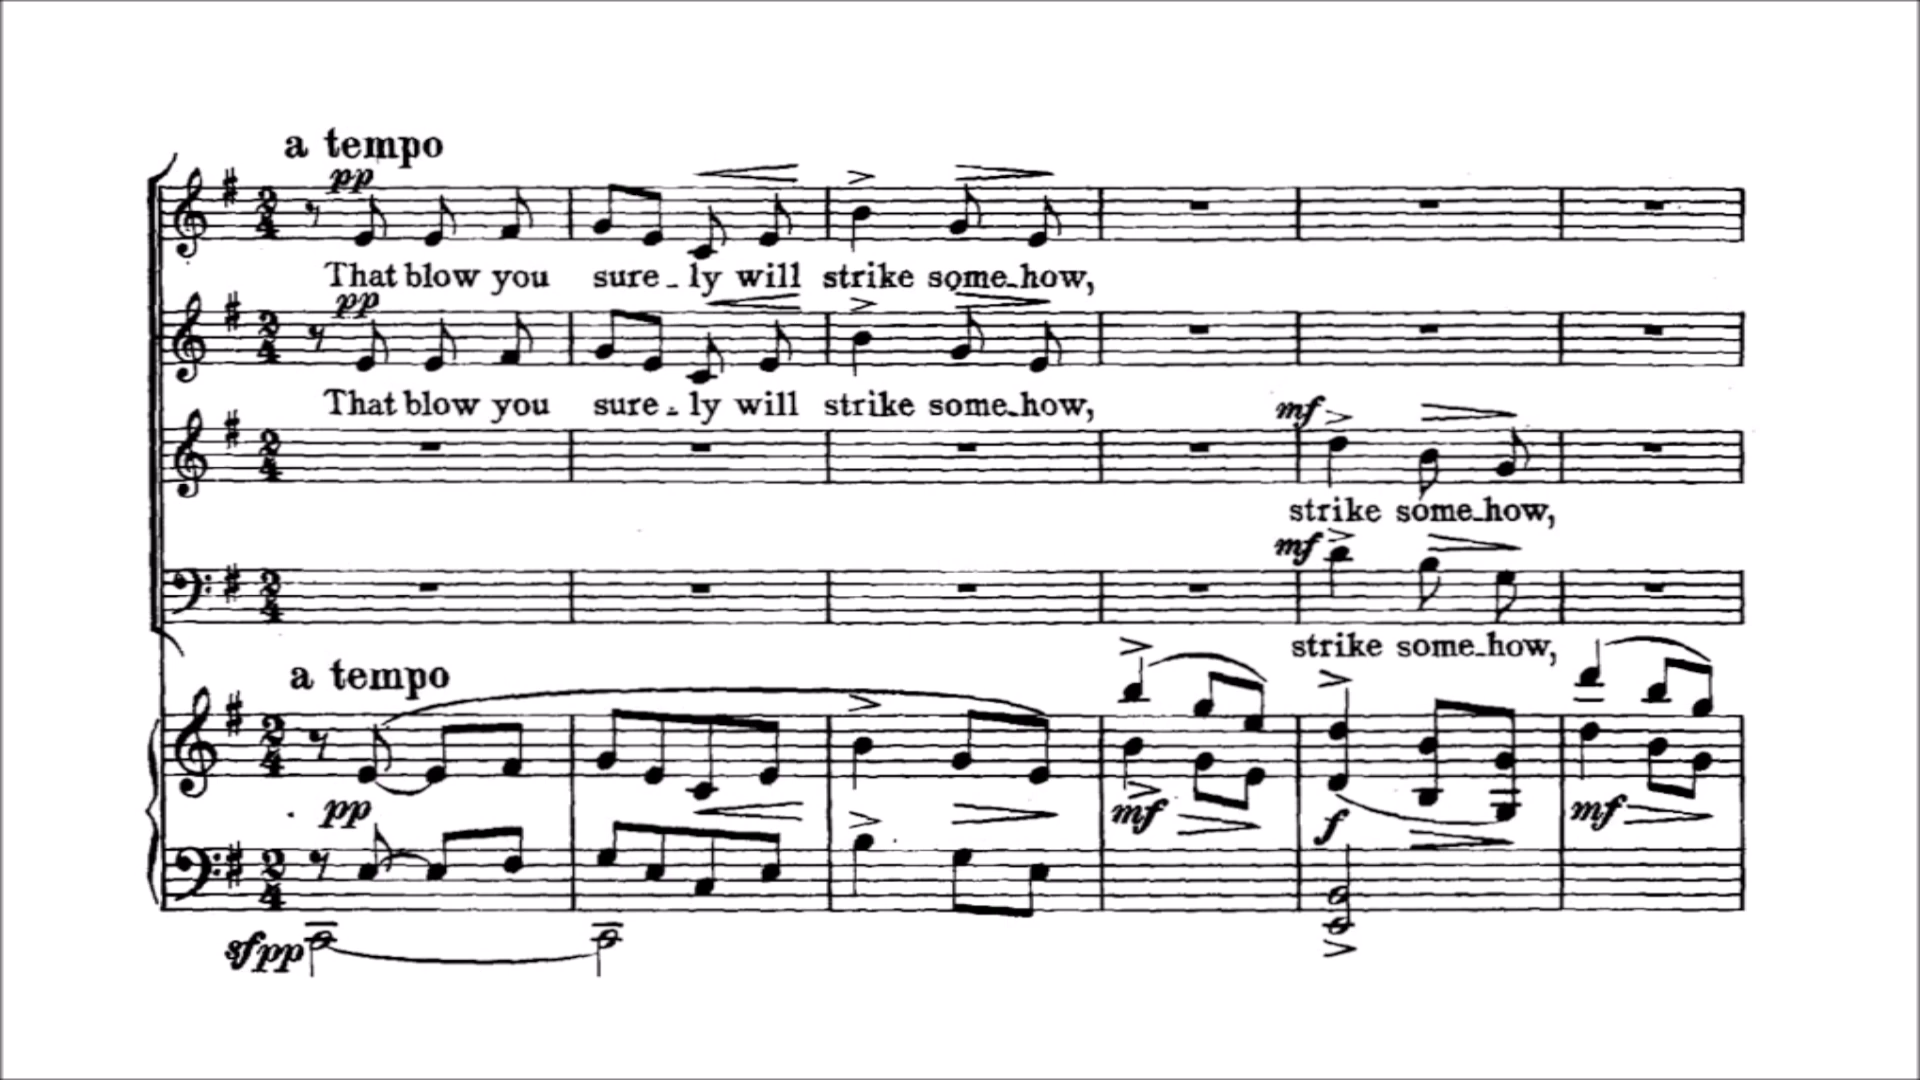 a tempo
pp
That blow you sure-ly will strike some-how,
pp
That blow you sure-ly will strike some-how,
mf
strike some-how,
mf
strike some-how,
a tempo
pp mf f mf
sfpp